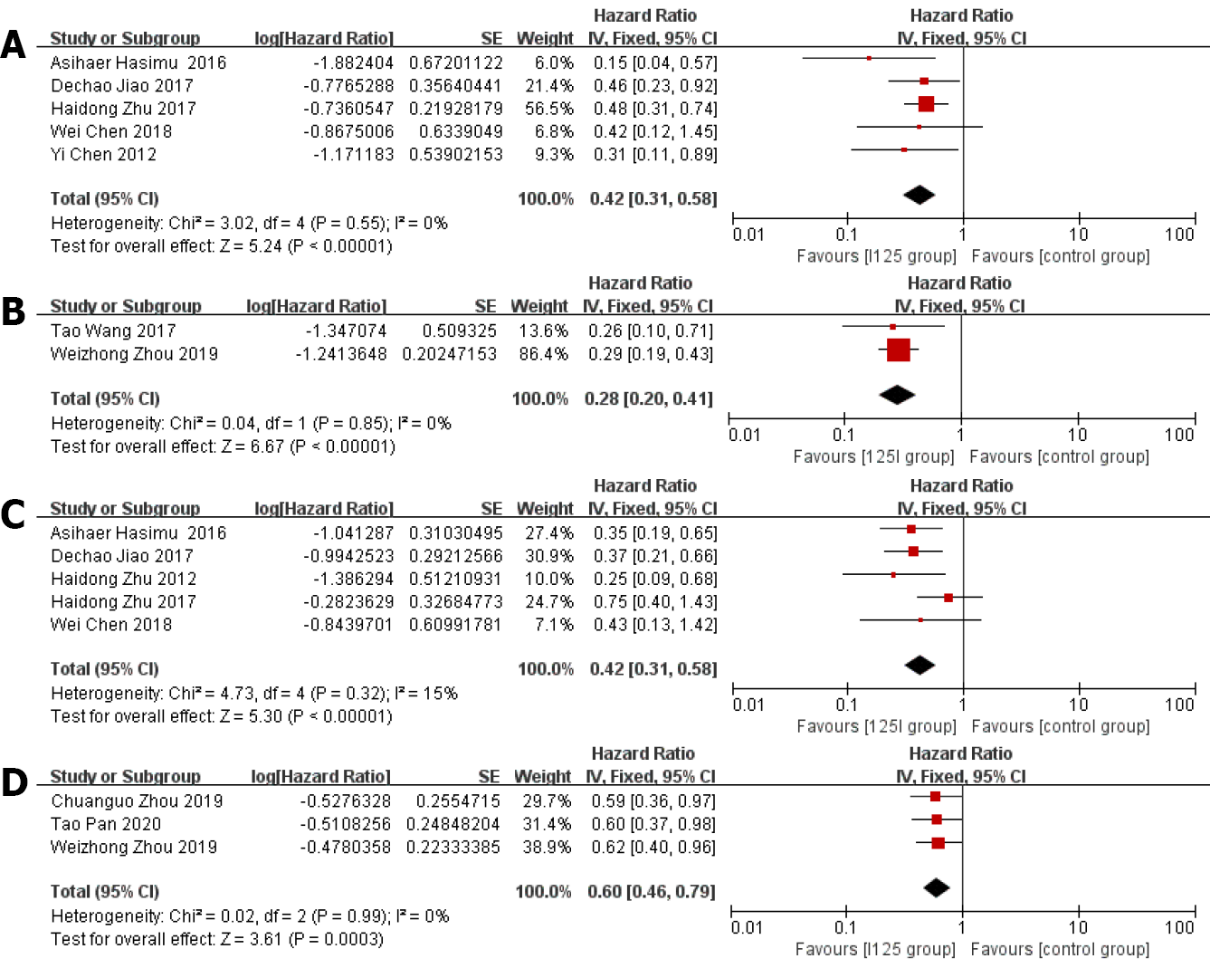 A
Hazard Ratio Hazard Ratio
Study or Subgroup log[Hazard Ratio] SE Weight IV, Fixed, 95% CI IV, Fixed, 95% CI
Asihaer Hasimu 2016 -1.882404 0.67201122 6.0% 0.15 [0.04, 0.57]
Dechao Jiao 2017 -0.7765288 0.35640441 21.4% 0.46 [0.23, 0.92]
Haidong Zhu 2017 -0.7360547 0.21928179 56.5% 0.48 [0.31, 0.74]
Wei Chen 2018 -0.8675006 0.6339049 6.8% 0.42 [0.12, 1.45]
Yi Chen 2012 -1.171183 0.53902153 9.3% 0.31 [0.11, 0.89]
Total (95% CI) 100.0% 0.42 [0.31, 0.58]
Heterogeneity: Chi² = 3.02, df = 4 (P = 0.55); I² = 0%
Test for overall effect: Z = 5.24 (P < 0.00001)
0.01 0.1 1 10 100
Favours [I125 group] Favours [control group]
B
Hazard Ratio Hazard Ratio
Study or Subgroup log[Hazard Ratio] SE Weight IV, Fixed, 95% CI IV, Fixed, 95% CI
Tao Wang 2017 -1.347074 0.509325 13.6% 0.26 [0.10, 0.71]
Weizhong Zhou 2019 -1.2413648 0.20247153 86.4% 0.29 [0.19, 0.43]
Total (95% CI) 100.0% 0.28 [0.20, 0.41]
Heterogeneity: Chi² = 0.04, df = 1 (P = 0.85); I² = 0%
Test for overall effect: Z = 6.67 (P < 0.00001)
0.01 0.1 1 10 100
Favours [125I group] Favours [control group]
C
Hazard Ratio Hazard Ratio
Study or Subgroup log[Hazard Ratio] SE Weight IV, Fixed, 95% CI IV, Fixed, 95% CI
Asihaer Hasimu 2016 -1.041287 0.31030495 27.4% 0.35 [0.19, 0.65]
Dechao Jiao 2017 -0.9942523 0.29212566 30.9% 0.37 [0.21, 0.66]
Haidong Zhu 2012 -1.386294 0.51210931 10.0% 0.25 [0.09, 0.68]
Haidong Zhu 2017 -0.2823629 0.32684773 24.7% 0.75 [0.40, 1.43]
Wei Chen 2018 -0.8439701 0.60991781 7.1% 0.43 [0.13, 1.42]
Total (95% CI) 100.0% 0.42 [0.31, 0.58]
Heterogeneity: Chi² = 4.73, df = 4 (P = 0.32); I² = 15%
Test for overall effect: Z = 5.30 (P < 0.00001)
0.01 0.1 1 10 100
Favours [125I group] Favours [control group]
D
Hazard Ratio Hazard Ratio
Study or Subgroup log[Hazard Ratio] SE Weight IV, Fixed, 95% CI IV, Fixed, 95% CI
Chuanguo Zhou 2019 -0.5276328 0.2554715 29.7% 0.59 [0.36, 0.97]
Tao Pan 2020 -0.5108256 0.24848204 31.4% 0.60 [0.37, 0.98]
Weizhong Zhou 2019 -0.4780358 0.22333385 38.9% 0.62 [0.40, 0.96]
Total (95% CI) 100.0% 0.60 [0.46, 0.79]
Heterogeneity: Chi² = 0.02, df = 2 (P = 0.99); I² = 0%
Test for overall effect: Z = 3.61 (P = 0.0003)
0.01 0.1 1 10 100
Favours [I125 group] Favours [control group]